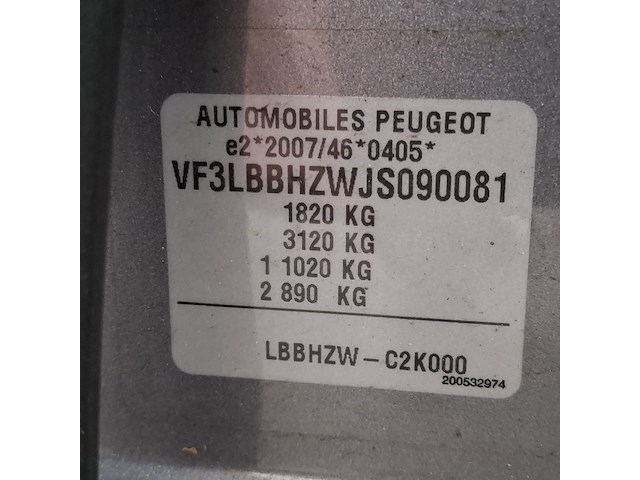 AUTOMOBILES PEUGEOT
e2*2007/46*0405*
VF3LBBHZWJS090081
1820 KG
3120 KG
1 1020 KG
2 890 KG
LBBHZW – C2K000
200532974